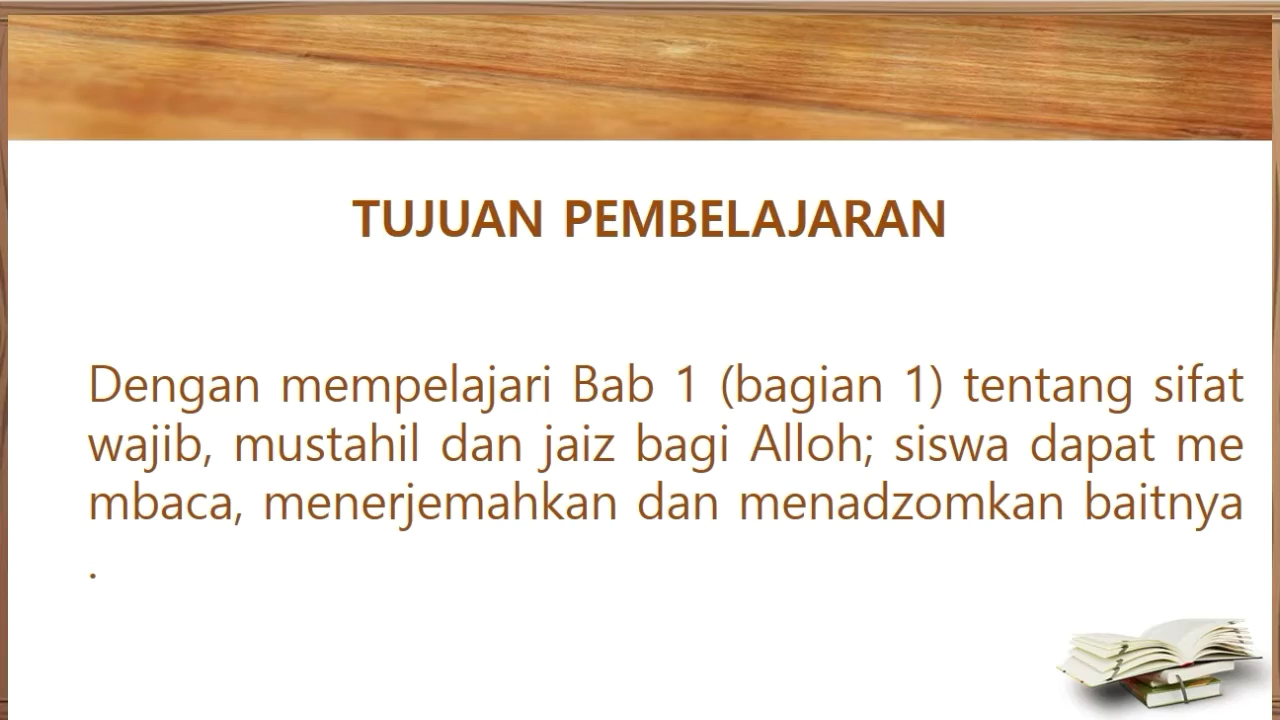 TUJUAN PEMBELAJARAN
Dengan mempelajari Bab 1 (bagian 1) tentang sifat
wajib, mustahil dan jaiz bagi Alloh; siswa dapat me
mbaca, menerjemahkan dan menadzomkan baitnya
.